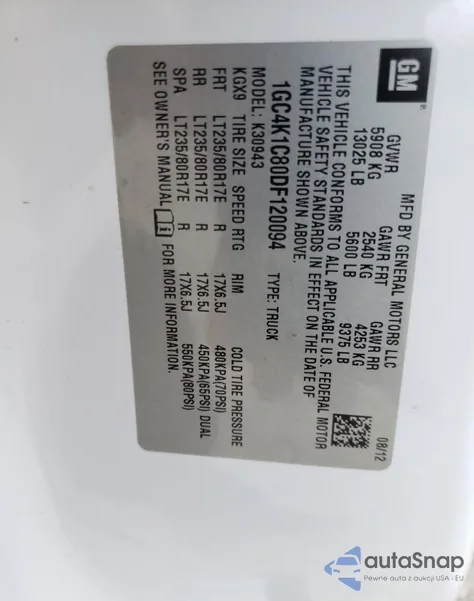 GM
MFD BY GENERAL MOTORS LLC
08/12
GVWR GAWR FRT GAWR RR
5908 KG 2540 KG 4253 KG
13025 LB 5600 LB 9375 LB
THIS VEHICLE CONFORMS TO ALL APPLICABLE U.S. FEDERAL MOTOR
VEHICLE SAFETY STANDARDS IN EFFECT ON THE DATE OF
MANUFACTURE SHOWN ABOVE.
1GC4K1C80DF120094 TYPE: TRUCK
MODEL: K30943
KGX9 TIRE SIZE SPEED RTG RIM COLD TIRE PRESSURE
FRT LT235/80R17E R 17X6.5J 480KPA(70PSI)
RR LT235/80R17E R 17X6.5J 450KPA(65PSI) DUAL
SPA LT235/80R17E R 17X6.5J 550KPA(80PSI)
SEE OWNER'S MANUAL FOR MORE INFORMATION.
autoSnap
Pewne auto z aukcji USA - EU